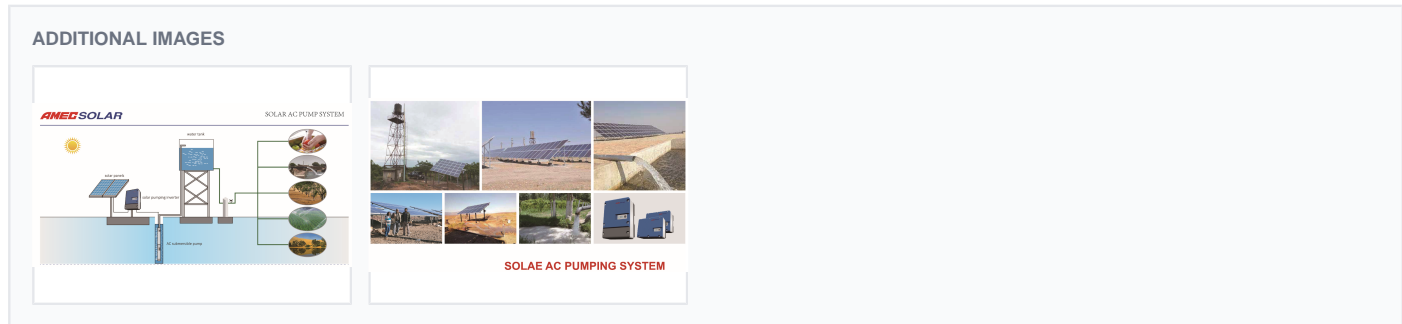 ADDITIONAL IMAGES
AMECSOLAR
SOLAR AC PUMP SYSTEM
water tank
solar panels
solar pumping inverter
AC submersible pump
SOLAE AC PUMPING SYSTEM